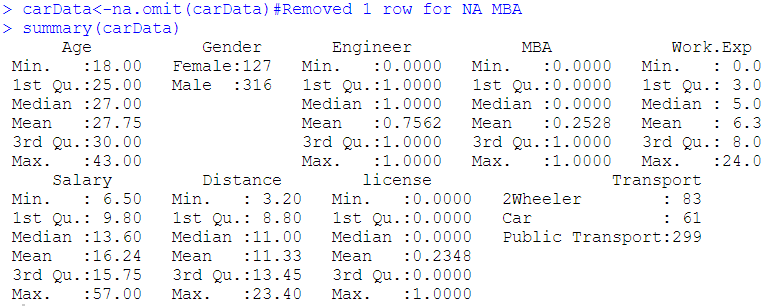 > carData<-na.omit(carData)#Removed 1 row for NA MBA
> summary(carData)
      Age           Gender       Engineer           MBA            Work.Exp
 Min.   :18.00   Female:127   Min.   :0.0000   Min.   :0.0000   Min.   : 0.0
 1st Qu.:25.00   Male  :316   1st Qu.:1.0000   1st Qu.:0.0000   1st Qu.: 3.0
 Median :27.00                Median :1.0000   Median :0.0000   Median : 5.0
 Mean   :27.75                Mean   :0.7562   Mean   :0.2528   Mean   : 6.3
 3rd Qu.:30.00                3rd Qu.:1.0000   3rd Qu.:1.0000   3rd Qu.: 8.0
 Max.   :43.00                Max.   :1.0000   Max.   :1.0000   Max.   :24.0
     Salary         Distance        license                  Transport
 Min.   : 6.50   Min.   : 3.20   Min.   :0.0000   2Wheeler        : 83
 1st Qu.: 9.80   1st Qu.: 8.80   1st Qu.:0.0000   Car             : 61
 Median :13.60   Median :11.00   Median :0.0000   Public Transport:299
 Mean   :16.24   Mean   :11.33   Mean   :0.2348
 3rd Qu.:15.75   3rd Qu.:13.45   3rd Qu.:0.0000
 Max.   :57.00   Max.   :23.40   Max.   :1.0000